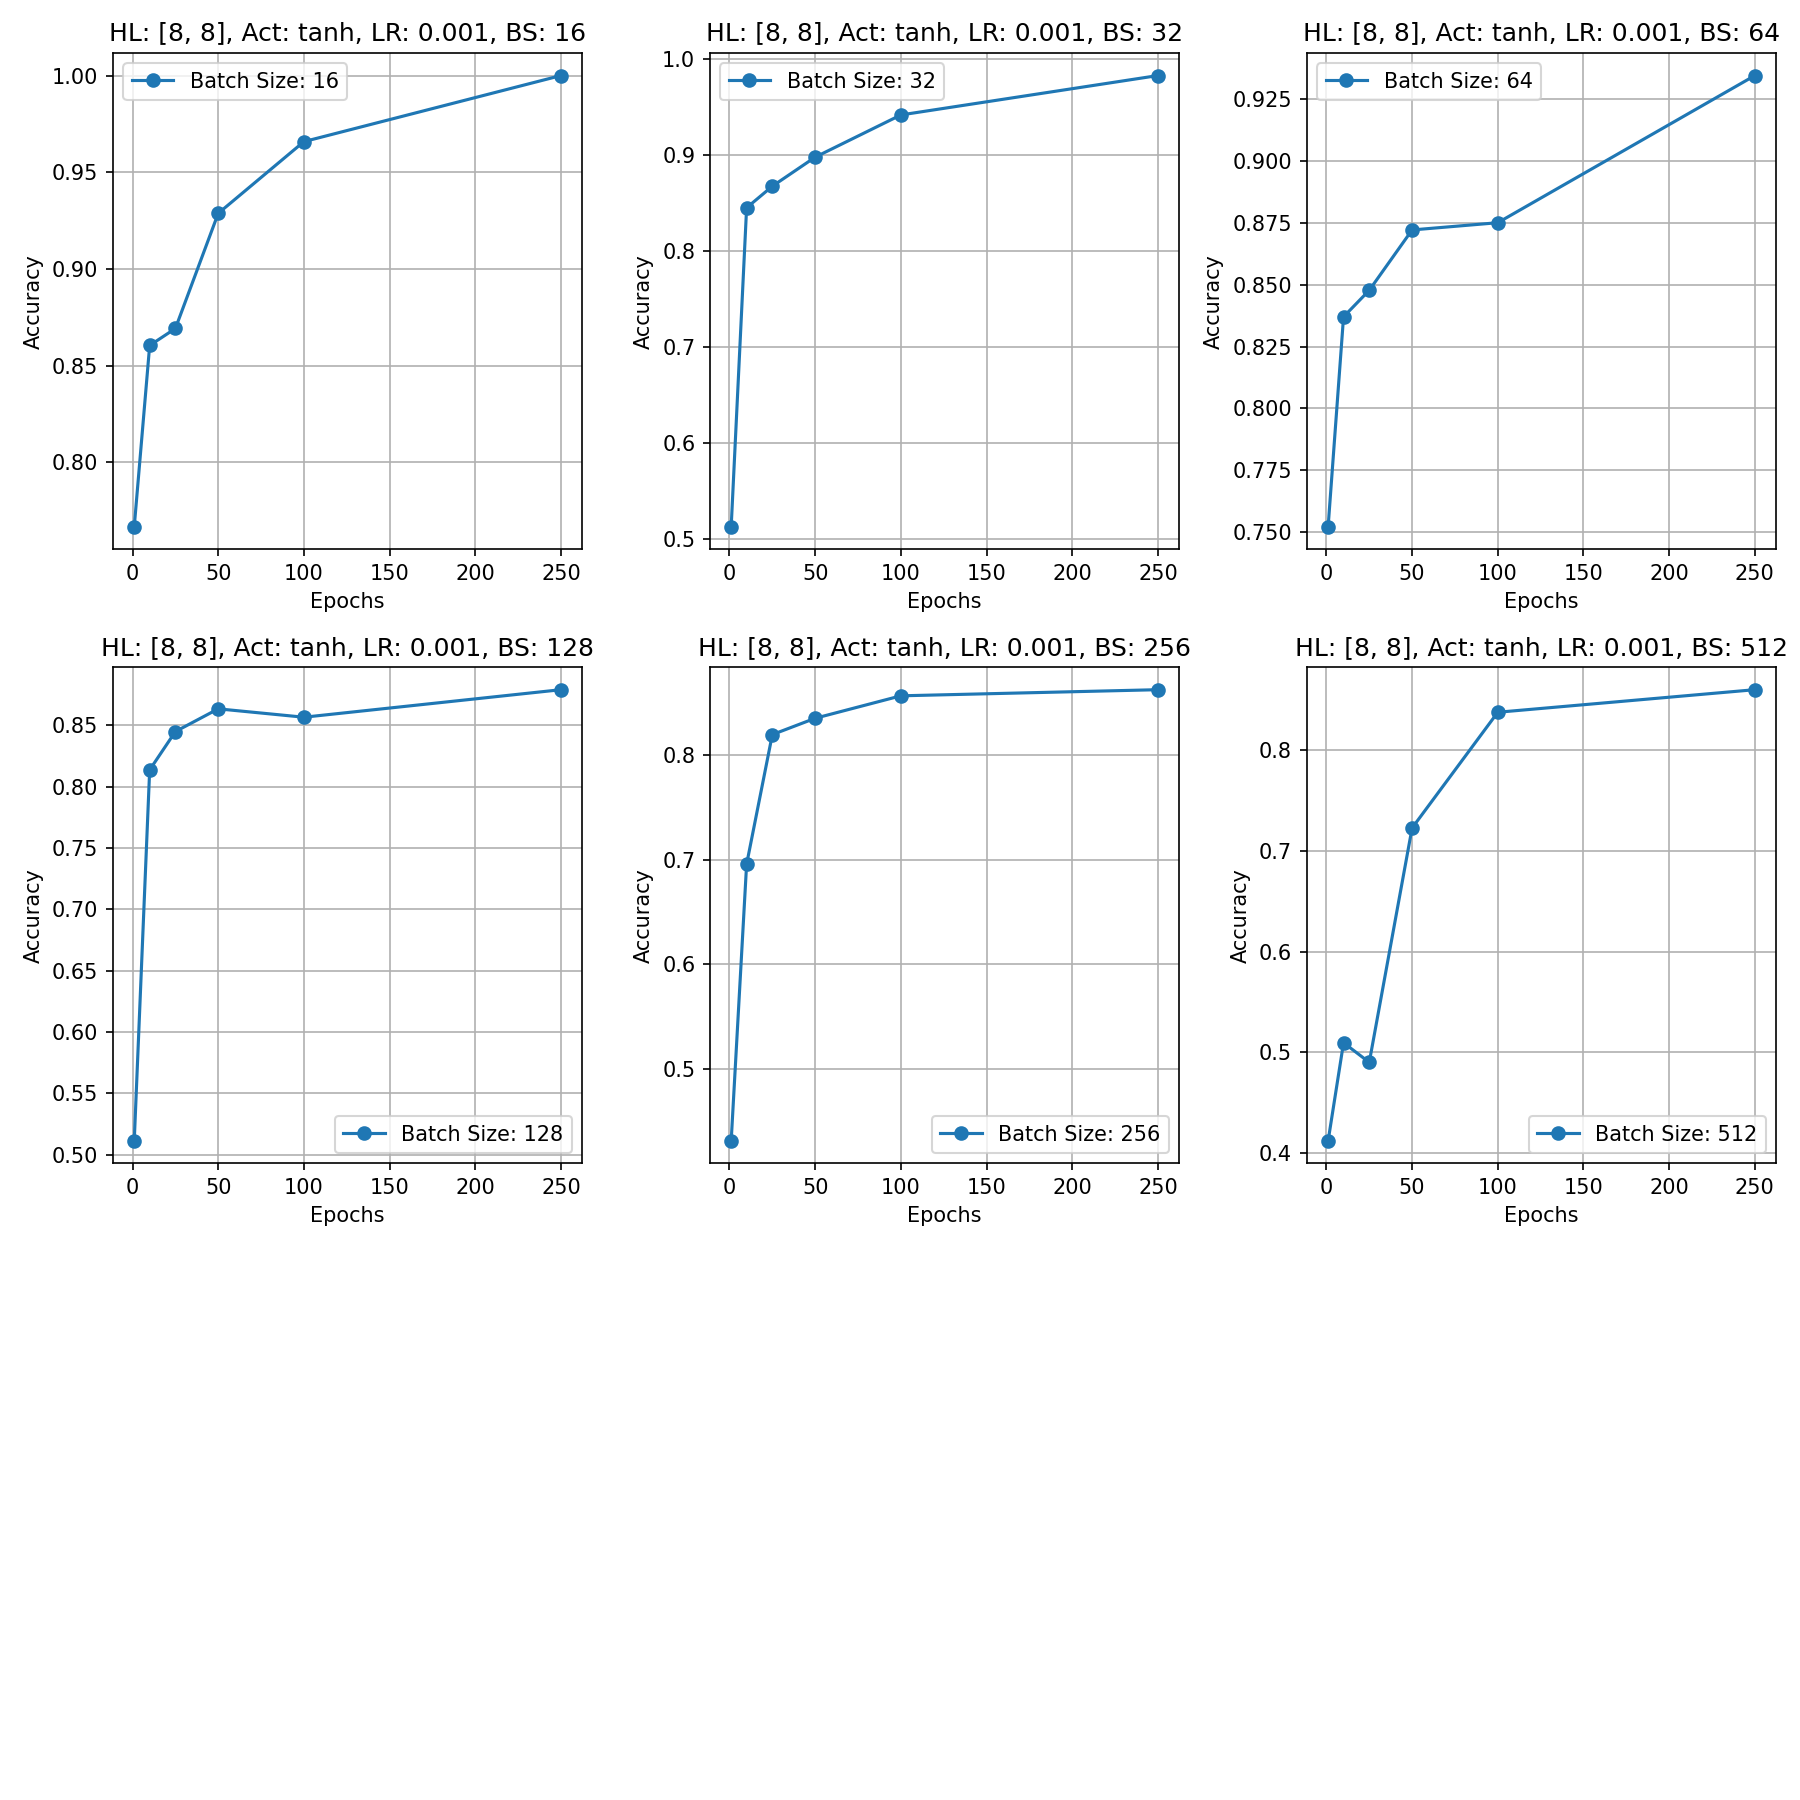 HL: [8, 8], Act: tanh, LR: 0.001, BS: 16
Batch Size: 16
Accuracy
1.00
0.95
0.90
0.85
0.80
0 50 100 150 200 250
Epochs
HL: [8, 8], Act: tanh, LR: 0.001, BS: 32
Batch Size: 32
Accuracy
1.0
0.9
0.8
0.7
0.6
0.5
0 50 100 150 200 250
Epochs
HL: [8, 8], Act: tanh, LR: 0.001, BS: 64
Batch Size: 64
Accuracy
0.925
0.900
0.875
0.850
0.825
0.800
0.775
0.750
0 50 100 150 200 250
Epochs
HL: [8, 8], Act: tanh, LR: 0.001, BS: 128
Accuracy
0.85
0.80
0.75
0.70
0.65
0.60
0.55
0.50
Batch Size: 128
0 50 100 150 200 250
Epochs
HL: [8, 8], Act: tanh, LR: 0.001, BS: 256
Accuracy
0.8
0.7
0.6
0.5
Batch Size: 256
0 50 100 150 200 250
Epochs
HL: [8, 8], Act: tanh, LR: 0.001, BS: 512
Accuracy
0.8
0.7
0.6
0.5
0.4
Batch Size: 512
0 50 100 150 200 250
Epochs